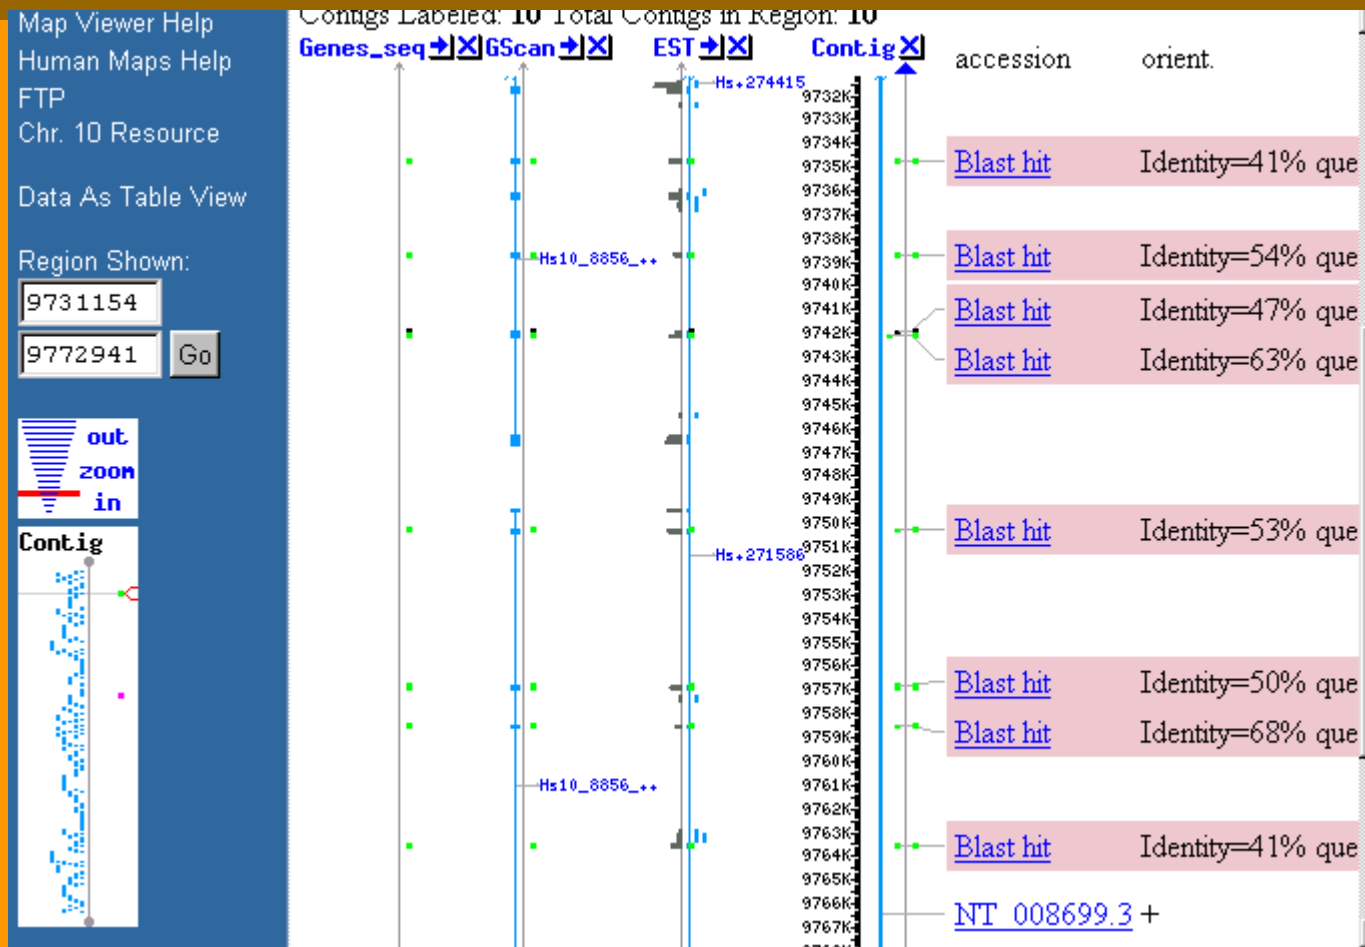 Map Viewer Help
Human Maps Help
FTP
Chr. 10 Resource
Data As Table View
Region Shown:
9731154
9772941 Go
out
zoom
in
Contig
Contigs Labeled: 10 Total Contigs in Region: 10
Genes_seq GScan EST Contig accession orient.
Hs.274415
9732K
9733K
9734K
9735K Blast hit Identity=41% que
9736K
9737K
9738K
Hs10_8856_.. 9739K Blast hit Identity=54% que
9740K
9741K Blast hit Identity=47% que
9742K
9743K Blast hit Identity=63% que
9744K
9745K
9746K
9747K
9748K
9749K
9750K Blast hit Identity=53% que
Hs.271586 9751K
9752K
9753K
9754K
9755K
9756K
9757K Blast hit Identity=50% que
9758K
9759K Blast hit Identity=68% que
9760K
Hs10_8856_.. 9761K
9762K
9763K
9764K Blast hit Identity=41% que
9765K
9766K NT_008699.3 +
9767K